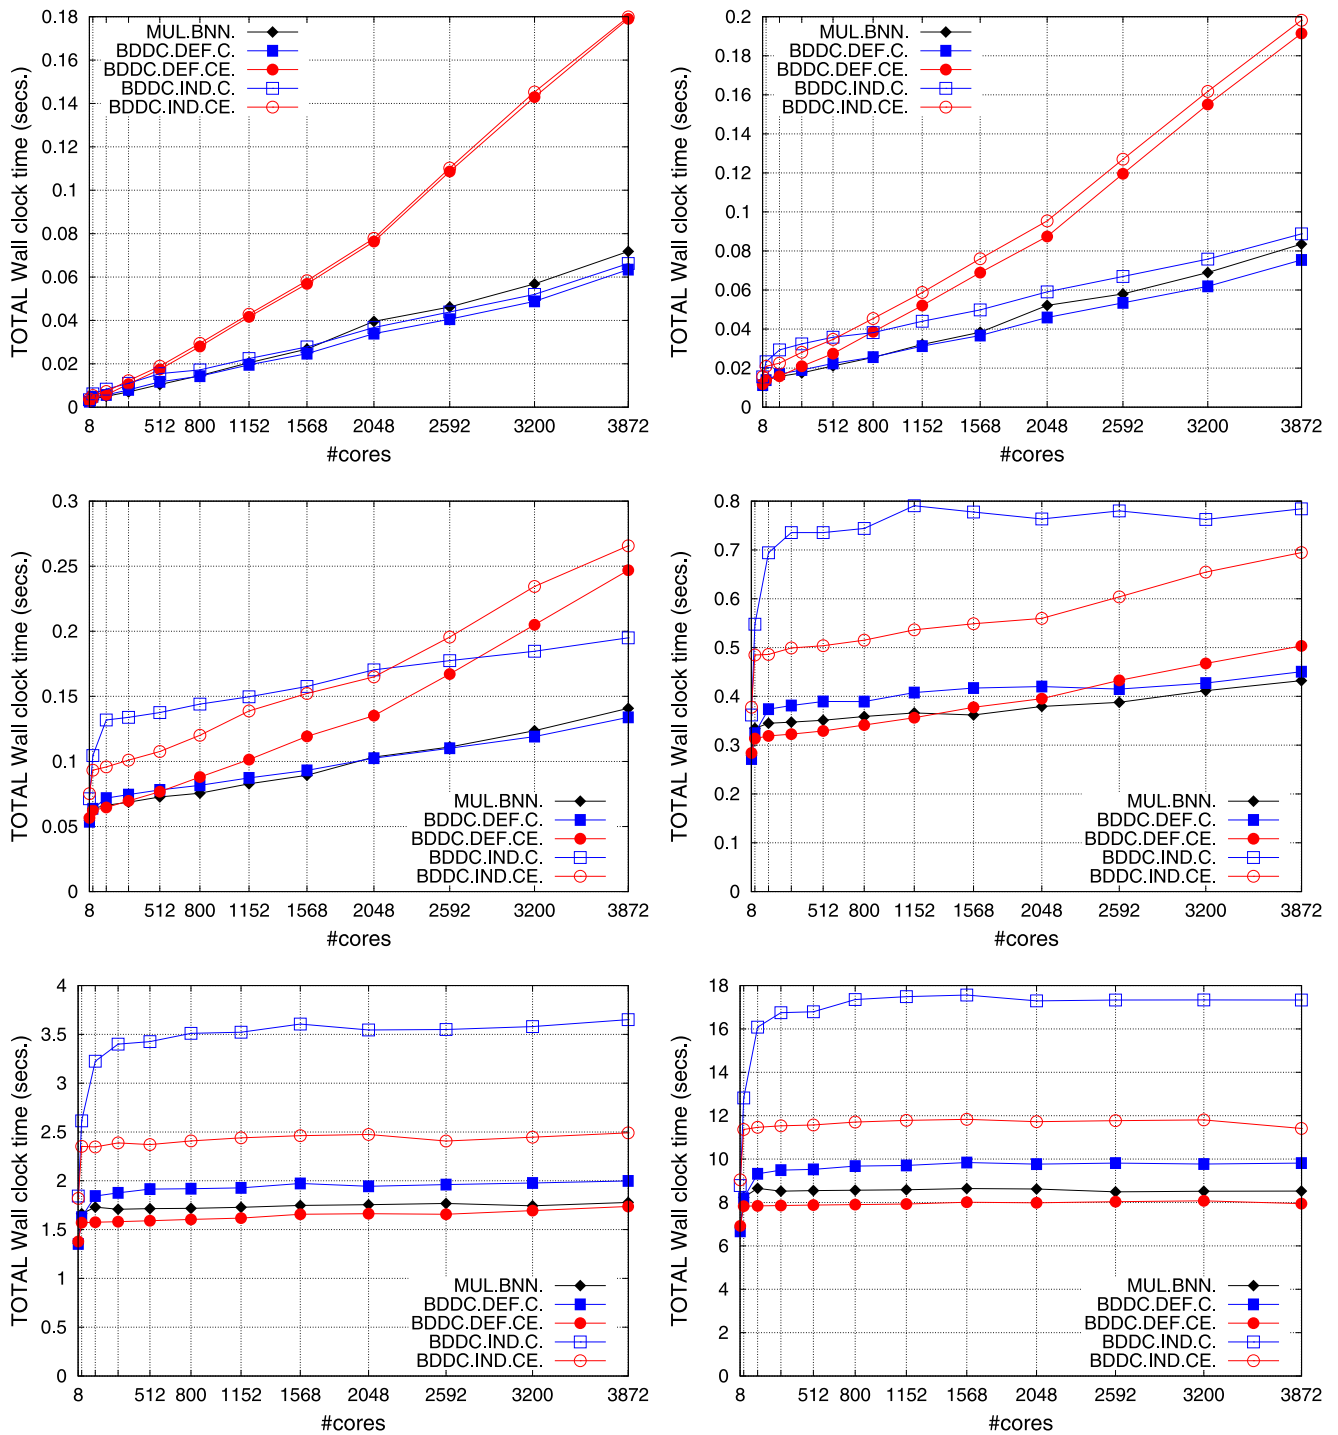 TOTAL Wall clock time (secs.)
0.18
0.16
0.14
0.12
0.1
0.08
0.06
0.04
0.02
0
MUL.BNN.
BDDC.DEF.C.
BDDC.DEF.CE.
BDDC.IND.C.
BDDC.IND.CE.
8 512 800 1152 1568 2048 2592 3200 3872
#cores
TOTAL Wall clock time (secs.)
0.2
0.18
0.16
0.14
0.12
0.1
0.08
0.06
0.04
0.02
0
MUL.BNN.
BDDC.DEF.C.
BDDC.DEF.CE.
BDDC.IND.C.
BDDC.IND.CE.
8 512 800 1152 1568 2048 2592 3200 3872
#cores
TOTAL Wall clock time (secs.)
0.3
0.25
0.2
0.15
0.1
0.05
0
MUL.BNN.
BDDC.DEF.C.
BDDC.DEF.CE.
BDDC.IND.C.
BDDC.IND.CE.
8 512 800 1152 1568 2048 2592 3200 3872
#cores
TOTAL Wall clock time (secs.)
0.8
0.7
0.6
0.5
0.4
0.3
0.2
0.1
0
MUL.BNN.
BDDC.DEF.C.
BDDC.DEF.CE.
BDDC.IND.C.
BDDC.IND.CE.
8 512 800 1152 1568 2048 2592 3200 3872
#cores
TOTAL Wall clock time (secs.)
4
3.5
3
2.5
2
1.5
1
0.5
0
MUL.BNN.
BDDC.DEF.C.
BDDC.DEF.CE.
BDDC.IND.C.
BDDC.IND.CE.
8 512 800 1152 1568 2048 2592 3200 3872
#cores
TOTAL Wall clock time (secs.)
18
16
14
12
10
8
6
4
2
0
MUL.BNN.
BDDC.DEF.C.
BDDC.DEF.CE.
BDDC.IND.C.
BDDC.IND.CE.
8 512 800 1152 1568 2048 2592 3200 3872
#cores